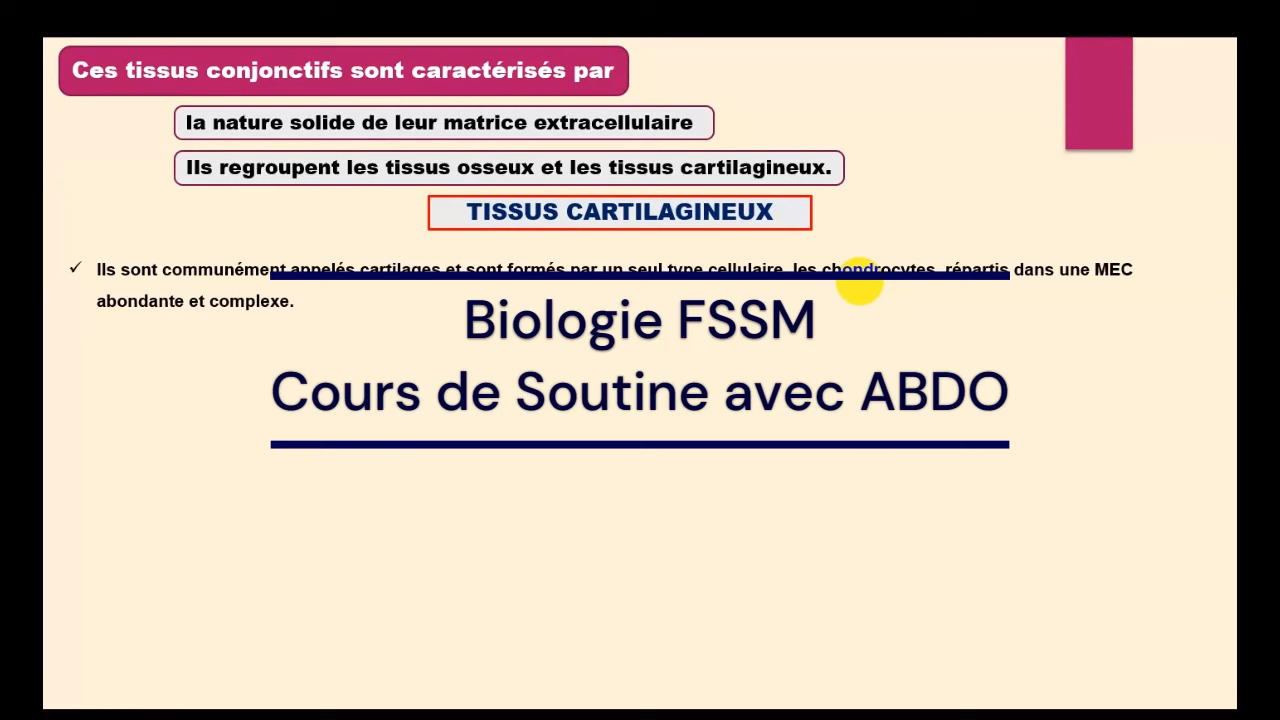 Ces tissus conjonctifs sont caractérisés par
la nature solide de leur matrice extracellulaire
Ils regroupent les tissus osseux et les tissus cartilagineux.
TISSUS CARTILAGINEUX
✓ Ils sont communément appelés cartilages et sont formés par un seul type cellulaire, les chondrocytes, répartis dans une MEC
abondante et complexe.
Biologie FSSM
Cours de Soutine avec ABDO